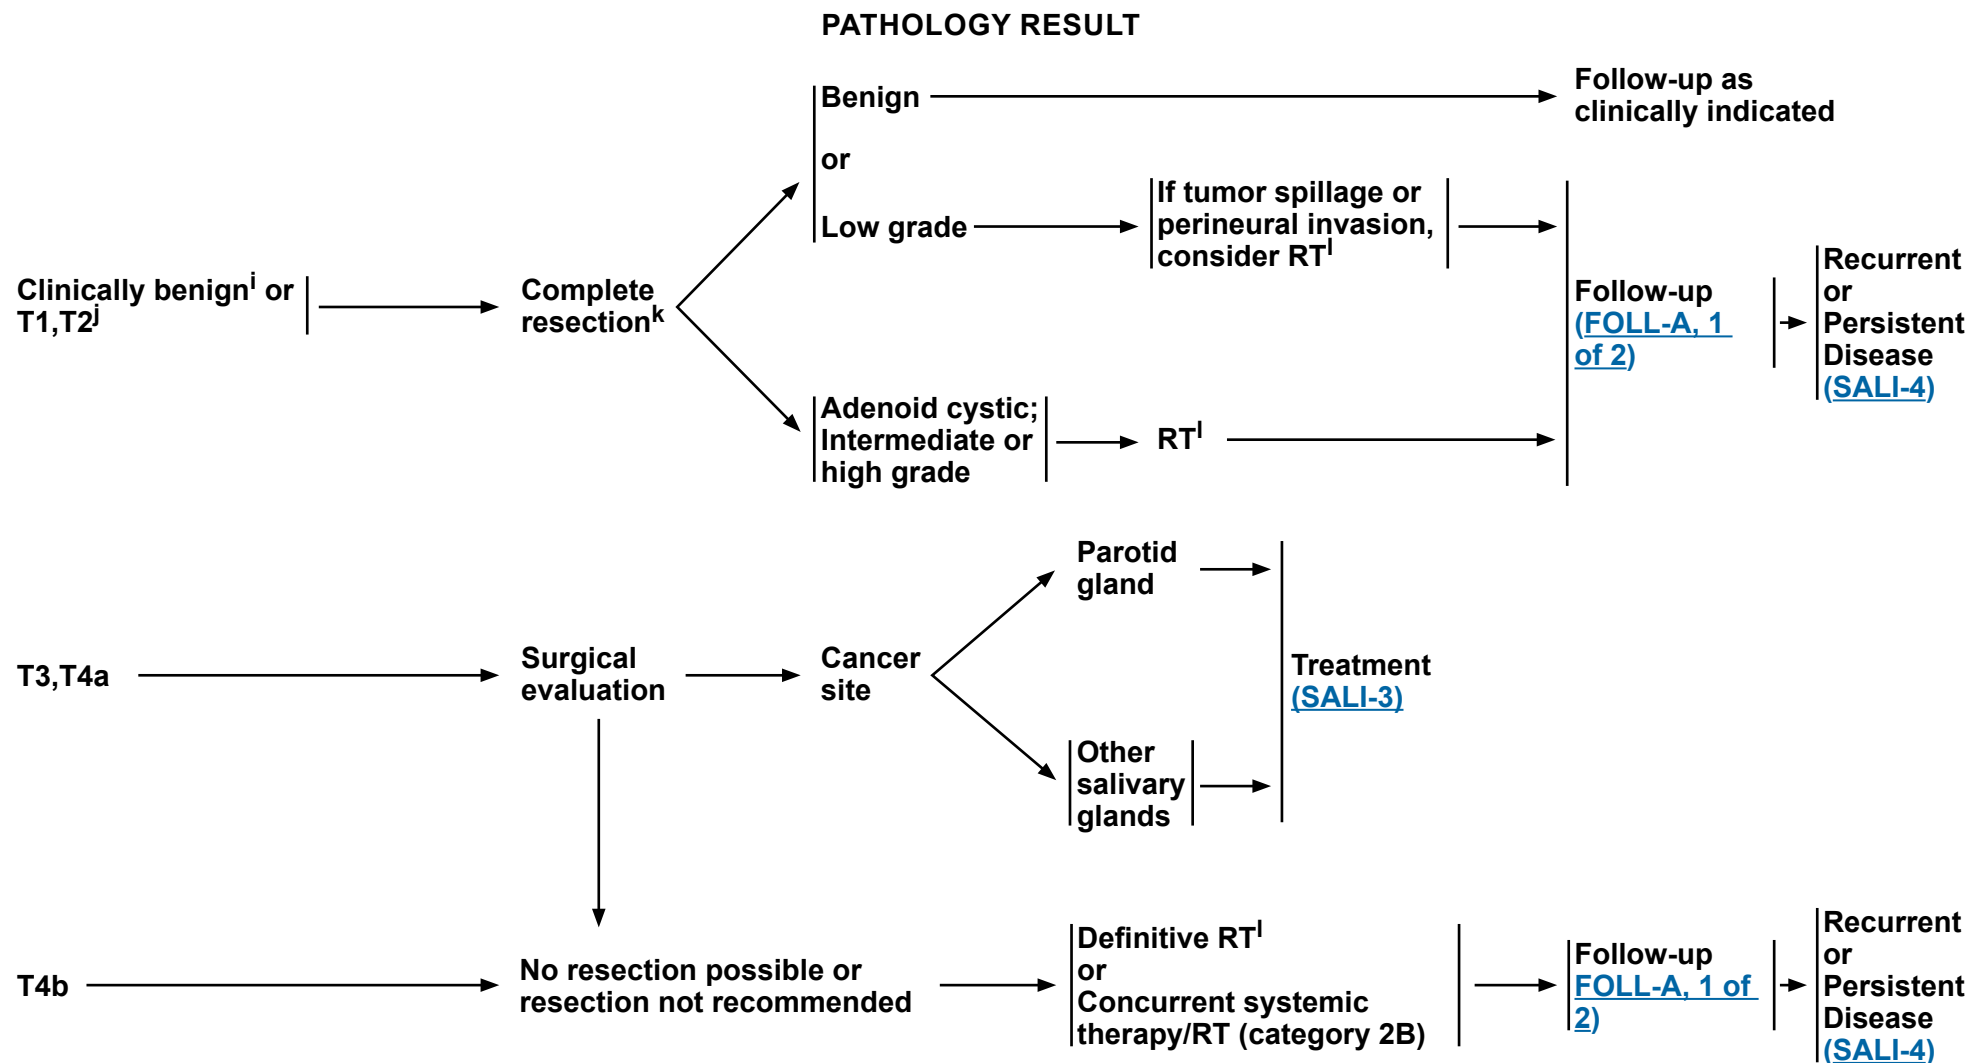 PATHOLOGY RESULT
Benign
Follow-up as
clinically indicated
or
Low grade
If tumor spillage or
perineural invasion,
consider RTl
Clinically benigni or
T1,T2j
Complete
resectionk
Follow-up
(FOLL-A, 1
of 2)
Recurrent
or
Persistent
Disease
(SALI-4)
Adenoid cystic;
Intermediate or
high grade
RTl
T3,T4a
Surgical
evaluation
Cancer
site
Parotid
gland
Other
salivary
glands
Treatment
(SALI-3)
T4b
No resection possible or
resection not recommended
Definitive RTl
or
Concurrent systemic
therapy/RT (category 2B)
Follow-up
FOLL-A, 1 of
2)
Recurrent
or
Persistent
Disease
(SALI-4)